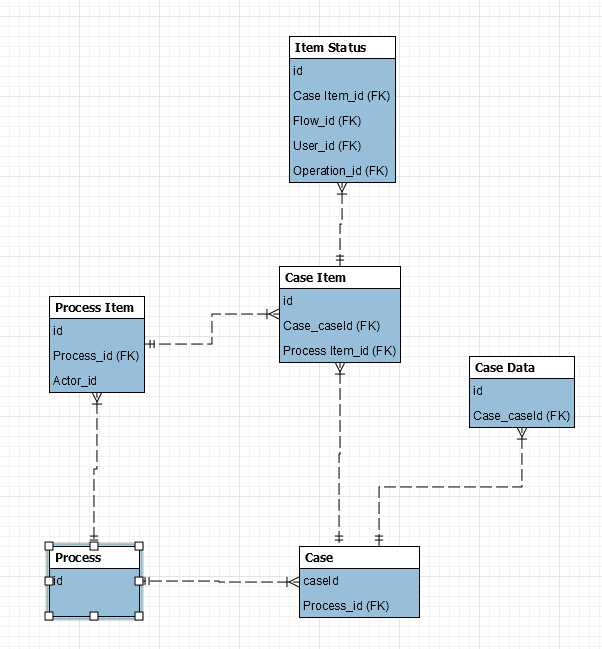 Item Status
id
Case Item_id (FK)
Flow_id (FK)
User_id (FK)
Operation_id (FK)
Case Item
id
Case_caseId (FK)
Process Item_id (FK)
Process Item
id
Process_id (FK)
Actor_id
Case Data
id
Case_caseId (FK)
Process
id
Case
caseId
Process_id (FK)